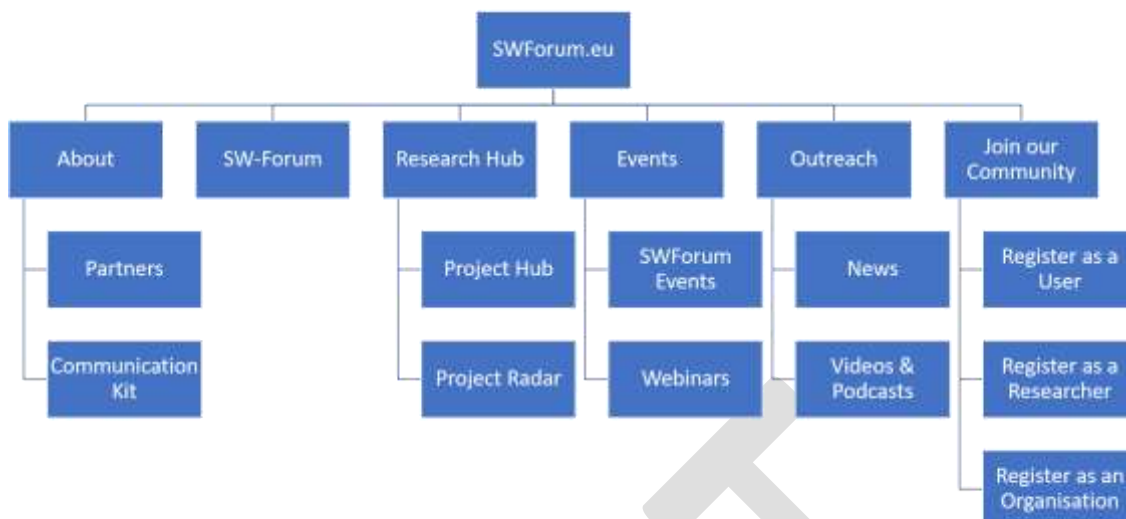 SWForum.eu
About
SW-Forum
Research Hub
Events
Outreach
Join our
Community
Partners
Project Hub
SWForum
Events
News
Register as a
User
Communication
Kit
Project Radar
Webinars
Videos &
Podcasts
Register as a
Researcher
Register as an
Organisation